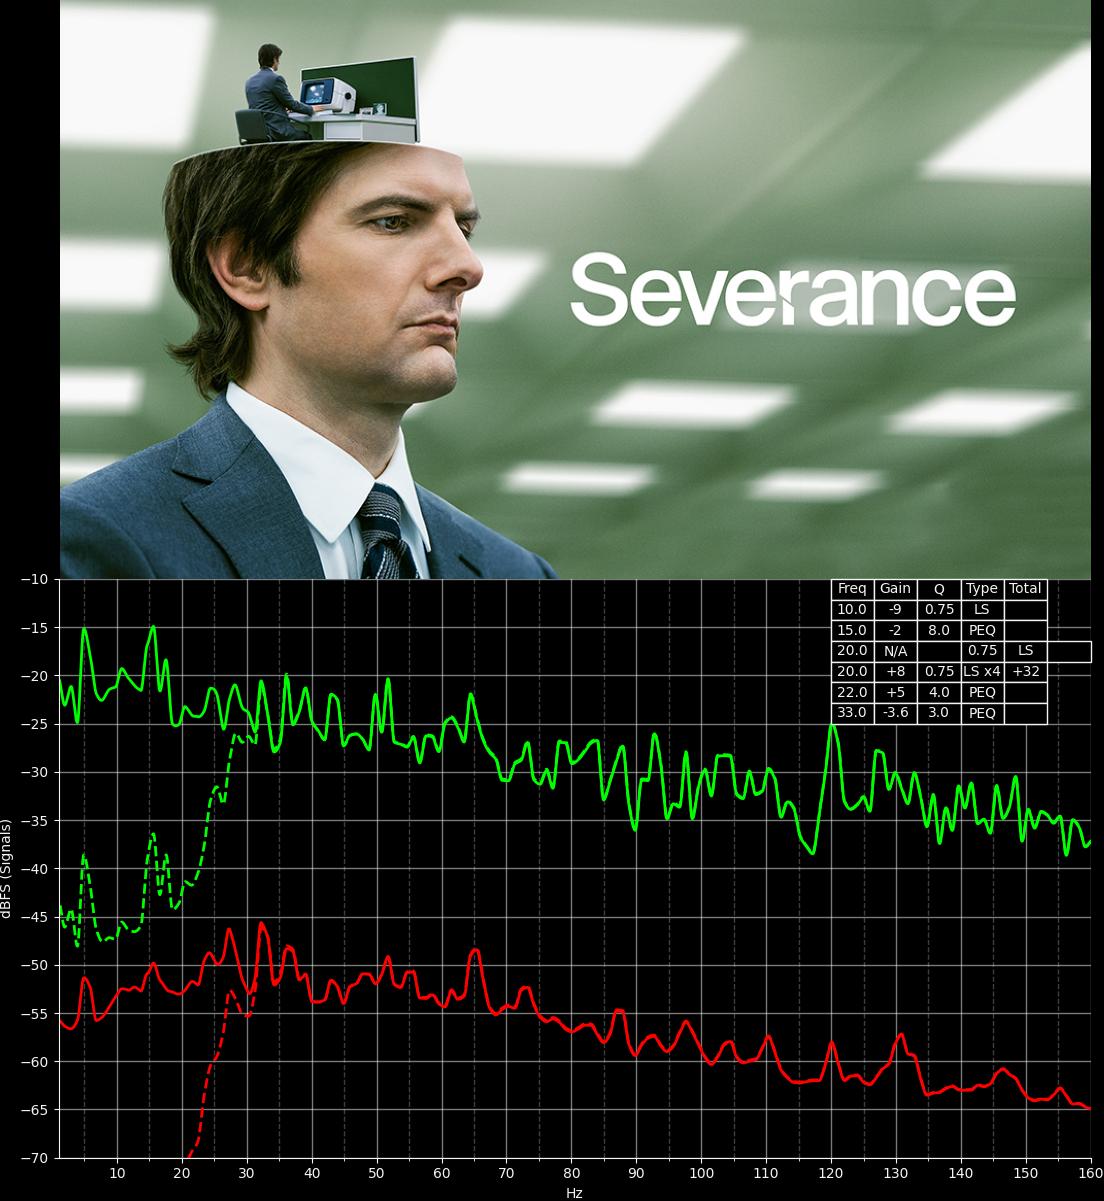 Severance
Freq Gain Q Type Total
10.0 -9 0.75 LS
15.0 -2 8.0 PEQ
20.0 N/A 0.75 LS
20.0 +8 0.75 LS x4 +32
22.0 +5 4.0 PEQ
33.0 -3.6 3.0 PEQ
−10
−15
−20
−25
−30
−35
−40
−45
−50
−55
−60
−65
−70
dBFS (Signals)
10 20 30 40 50 60 70 80 90 100 110 120 130 140 150 160
Hz